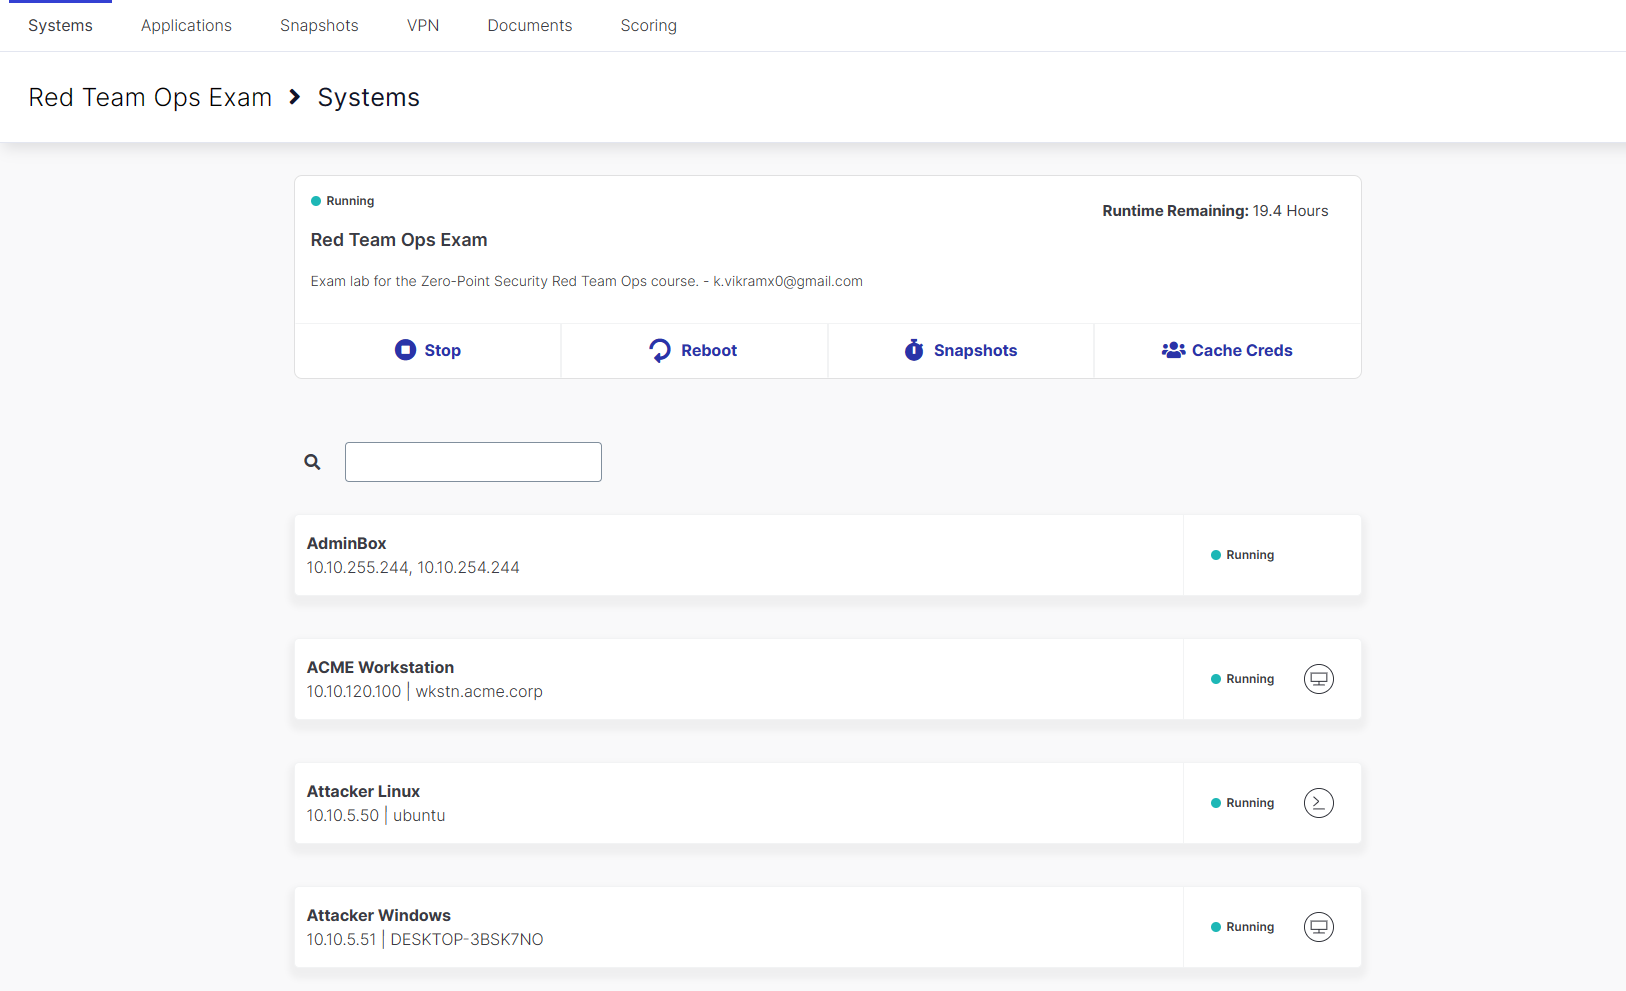 Systems Applications Snapshots VPN Documents Scoring
Red Team Ops Exam > Systems
Running
Runtime Remaining: 19.4 Hours
Red Team Ops Exam
Exam lab for the Zero-Point Security Red Team Ops course. - k.vikramx0@gmail.com
Stop Reboot Snapshots Cache Creds
AdminBox
10.10.255.244, 10.10.254.244
Running
ACME Workstation
10.10.120.100 | wkstn.acme.corp
Running
Attacker Linux
10.10.5.50 | ubuntu
Running
Attacker Windows
10.10.5.51 | DESKTOP-3BSK7NO
Running